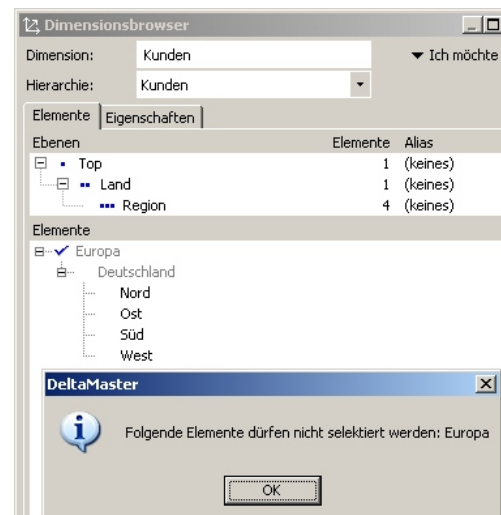 Dimensionsbrowser
Dimension: Kunden Ich möchte
Hierarchie: Kunden
Elemente Eigenschaften
Ebenen Elemente Alias
Top 1 (keines)
Land 1 (keines)
Region 4 (keines)
Elemente
Europa
Deutschland
Nord
Ost
Süd
West
DeltaMaster
Folgende Elemente dürfen nicht selektiert werden: Europa
OK